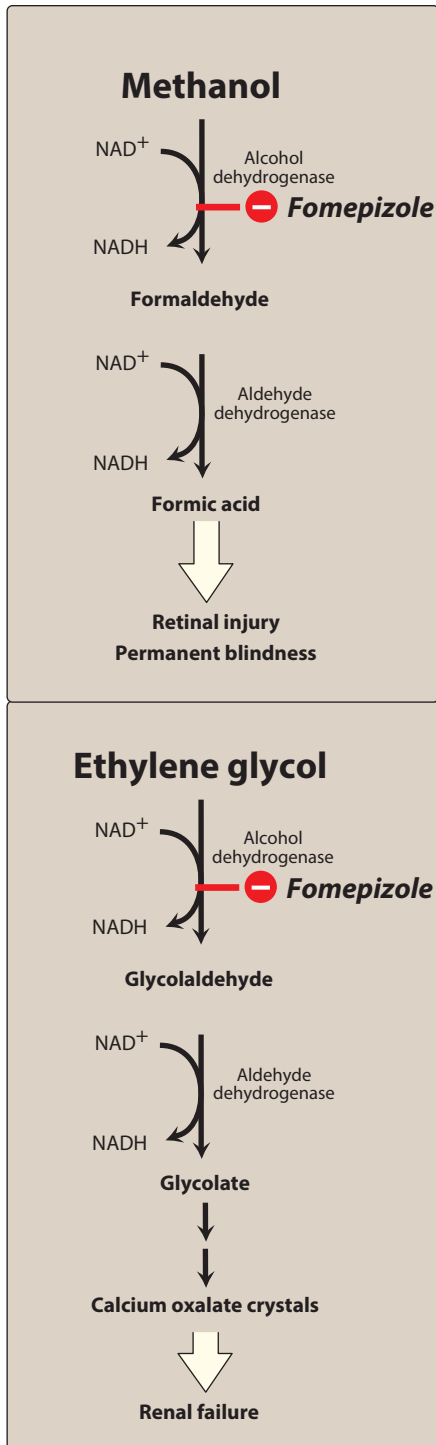 Methanol
NAD+
Alcohol
dehydrogenase
Fomepizole
NADH
Formaldehyde
NAD+
Aldehyde
dehydrogenase
NADH
Formic acid
Retinal injury
Permanent blindness
Ethylene glycol
NAD+
Alcohol
dehydrogenase
Fomepizole
NADH
Glycolaldehyde
NAD+
Aldehyde
dehydrogenase
NADH
Glycolate
Calcium oxalate crystals
Renal failure